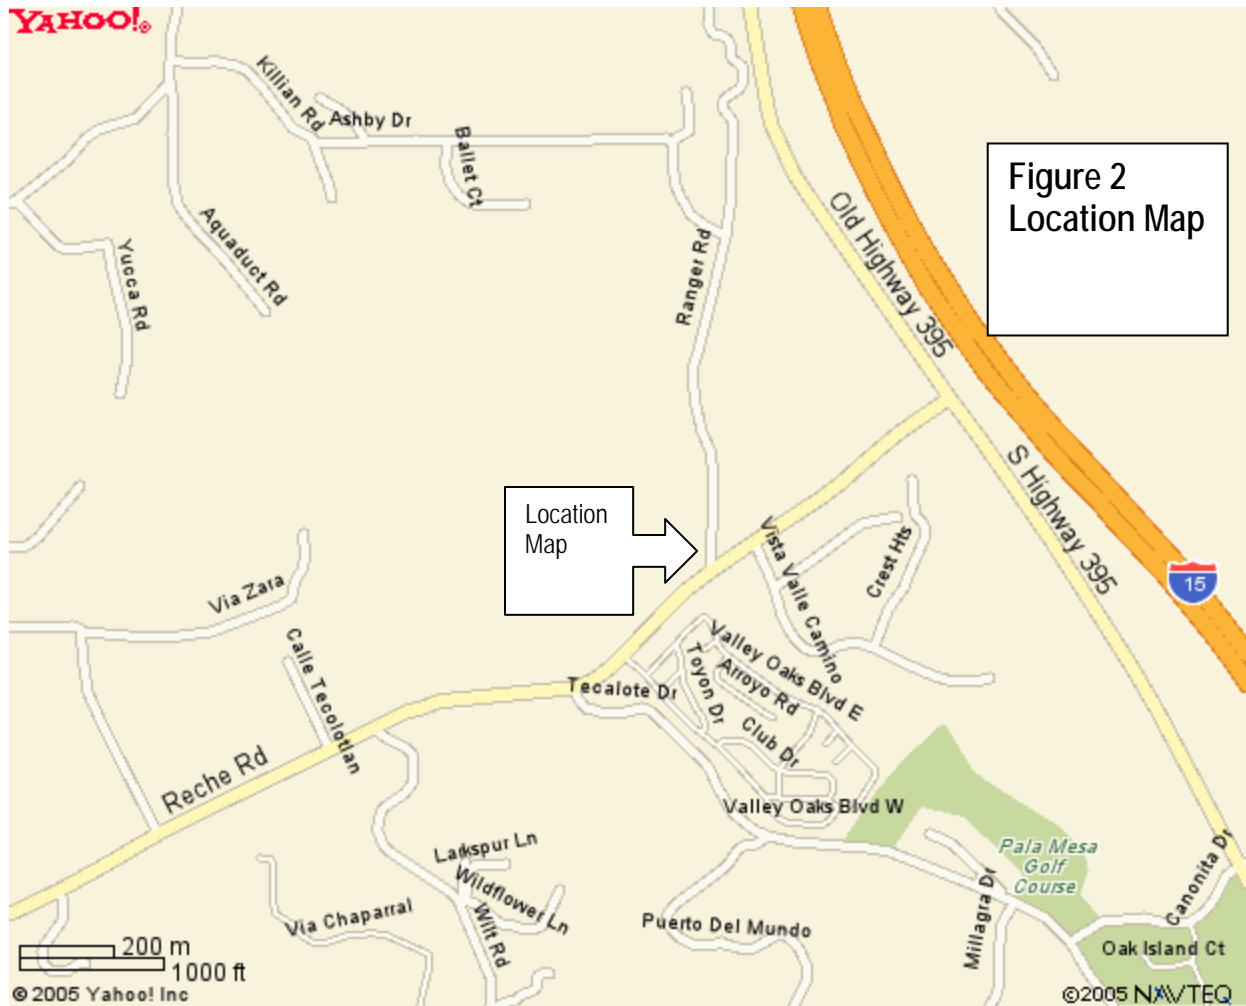 YAHOO!®
Killian Rd
Ashby Dr
Ballet Ct
Figure 2
Location Map
Old Highway 395
Aquaduct Rd
Yucca Rd
Ranger Rd
S Highway 395
Location
Map
Vista Valle Camino
Crest Hts
15
Via Zara
Calle Tecolotlan
Valley Oaks Blvd E
Toyon Dr
Arroyo Rd
Tecalote Dr
Club Dr
Reche Rd
Valley Oaks Blvd W
Larkspur Ln
Wildflower Ln
Pala Mesa
Golf
Course
Canonita Dr
Millagra Dr
Via Chaparral
Wilt Rd
Puerto Del Mundo
Oak Island Ct
200 m
1000 ft
© 2005 Yahoo! Inc
©2005 NAVTEQ